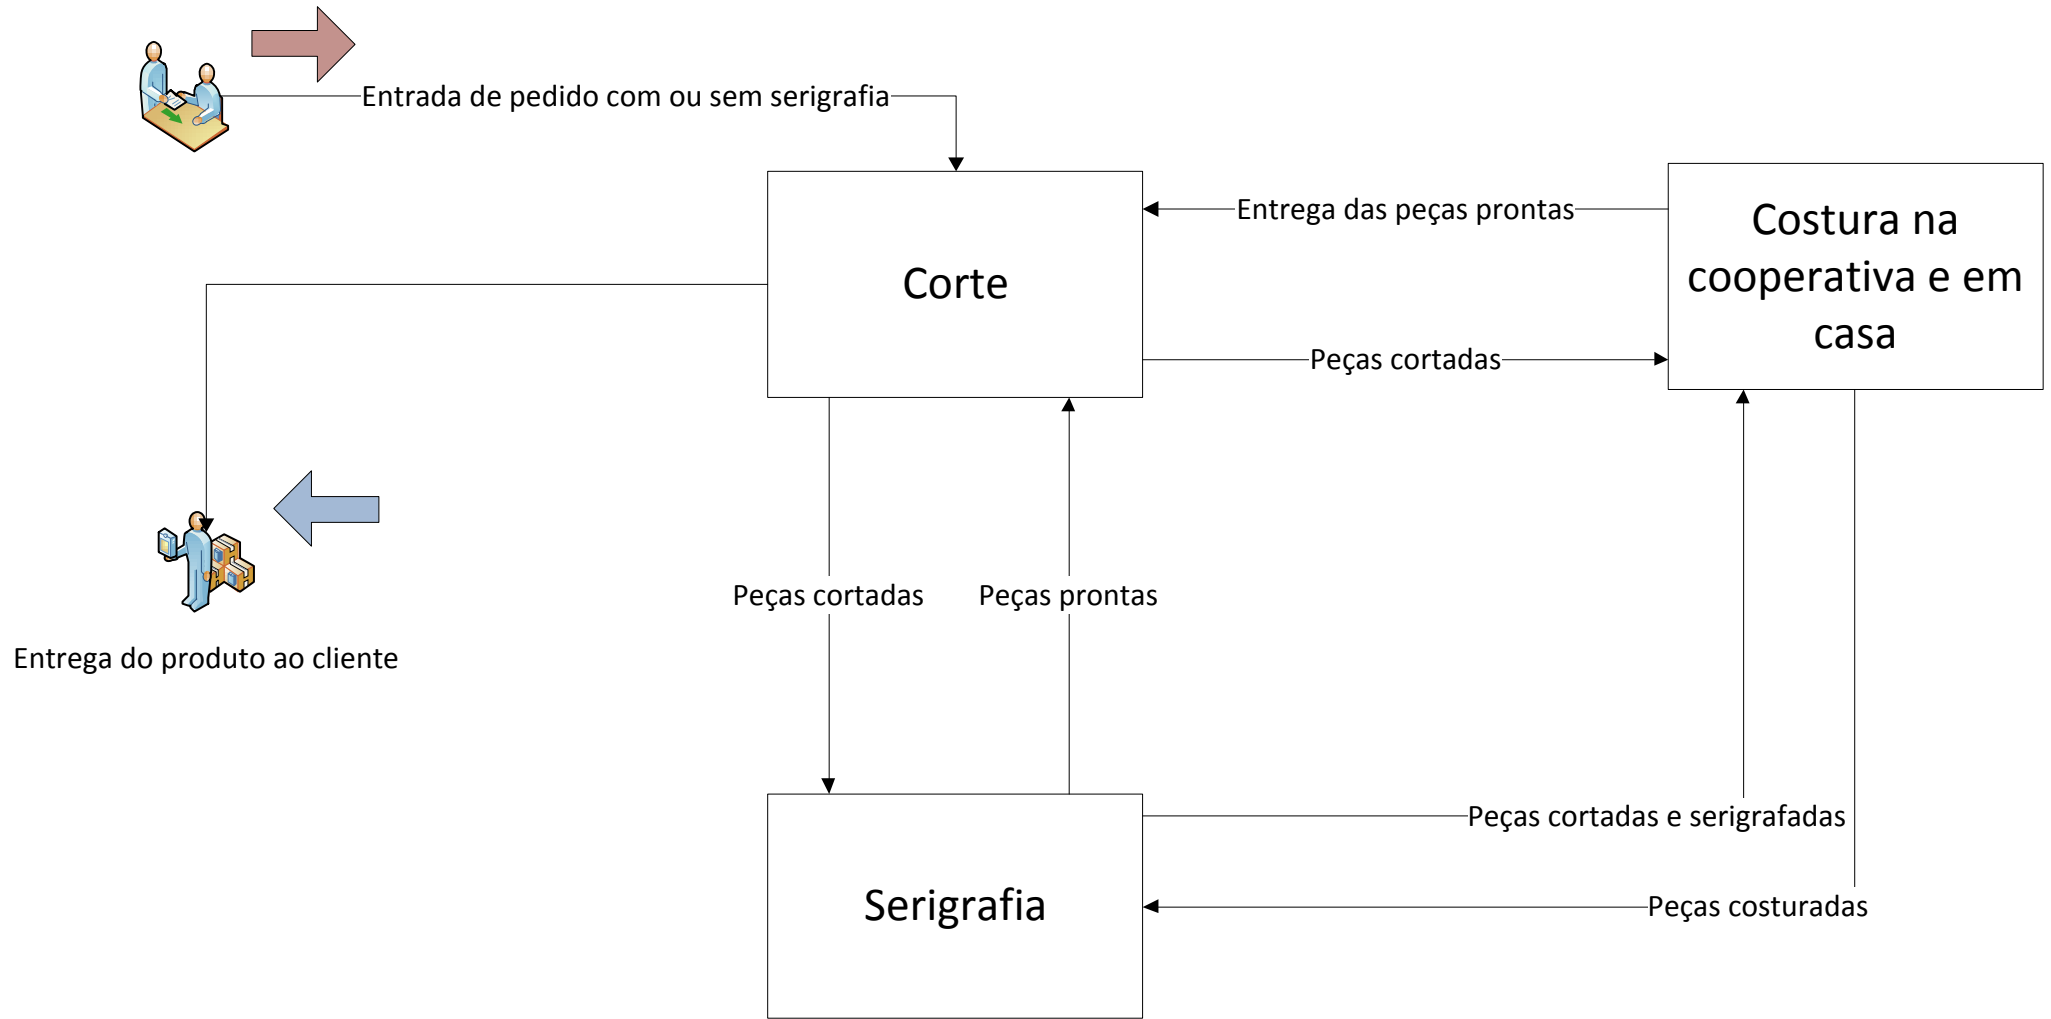 Entrada de pedido com ou sem serigrafia
Entrega das peças prontas
Costura na
cooperativa e em
casa
Corte
Peças cortadas
Peças cortadas
Peças prontas
Entrega do produto ao cliente
Peças cortadas e serigrafadas
Serigrafia
Peças costuradas